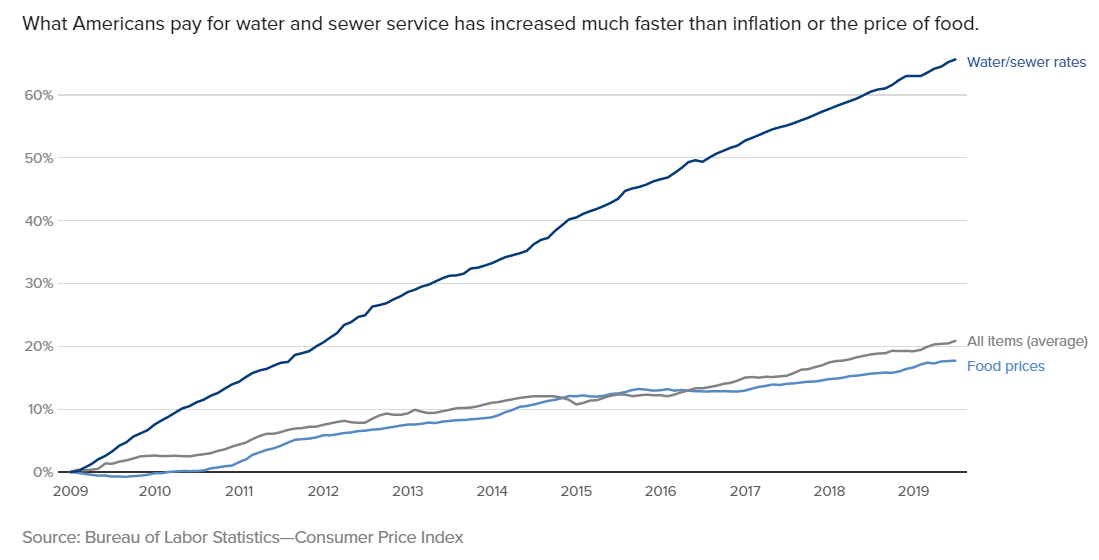 What Americans pay for water and sewer service has increased much faster than inflation or the price of food.
Water/sewer rates
60%
50%
40%
30%
20%
All items (average)
Food prices
10%
0%
2009 2010 2011 2012 2013 2014 2015 2016 2017 2018 2019
Source: Bureau of Labor Statistics—Consumer Price Index